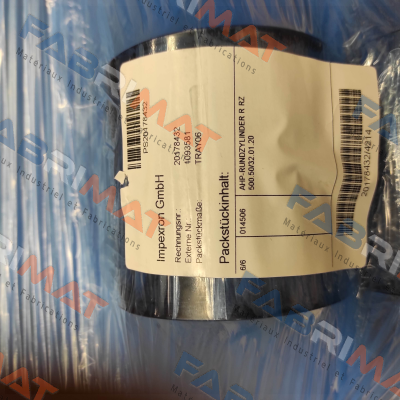 PS20178432
Impexron GmbH
Rechnungsnr.: 20178432
Externe Nr. 1093581
Packstückmaße: TRAY06
Packstückinhalt:
6/6 014506 AHP-RUNDZYLINDER R RZ
500.50/32.01.20
20178432/4214
FABRIMAT
Materiaux Industriels et Fabrications